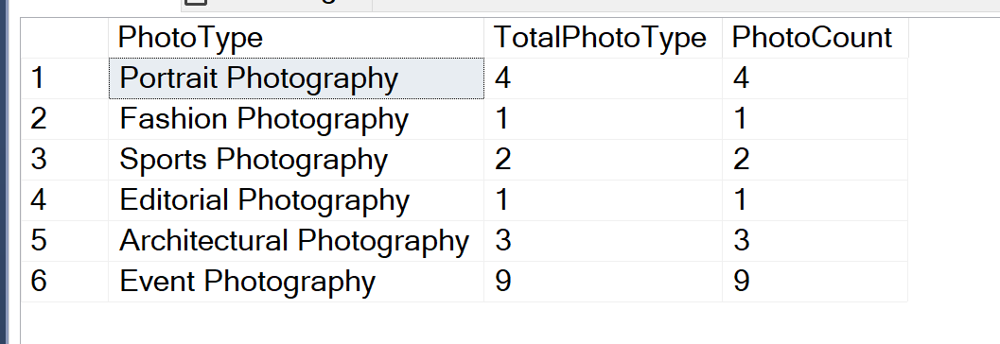 PhotoType TotalPhotoType PhotoCount
1 Portrait Photography 4 4
2 Fashion Photography 1 1
3 Sports Photography 2 2
4 Editorial Photography 1 1
5 Architectural Photography 3 3
6 Event Photography 9 9